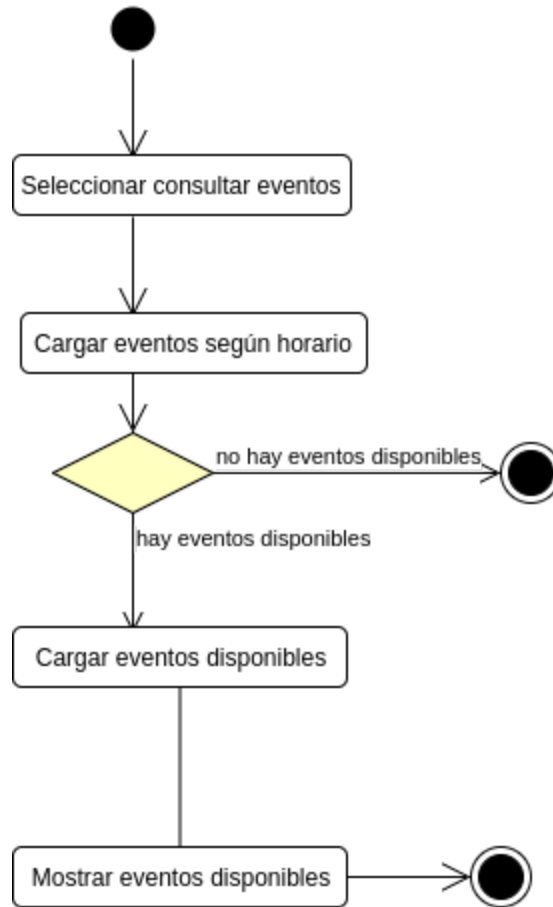 Seleccionar consultar eventos
Cargar eventos según horario
no hay eventos disponibles
hay eventos disponibles
Cargar eventos disponibles
Mostrar eventos disponibles